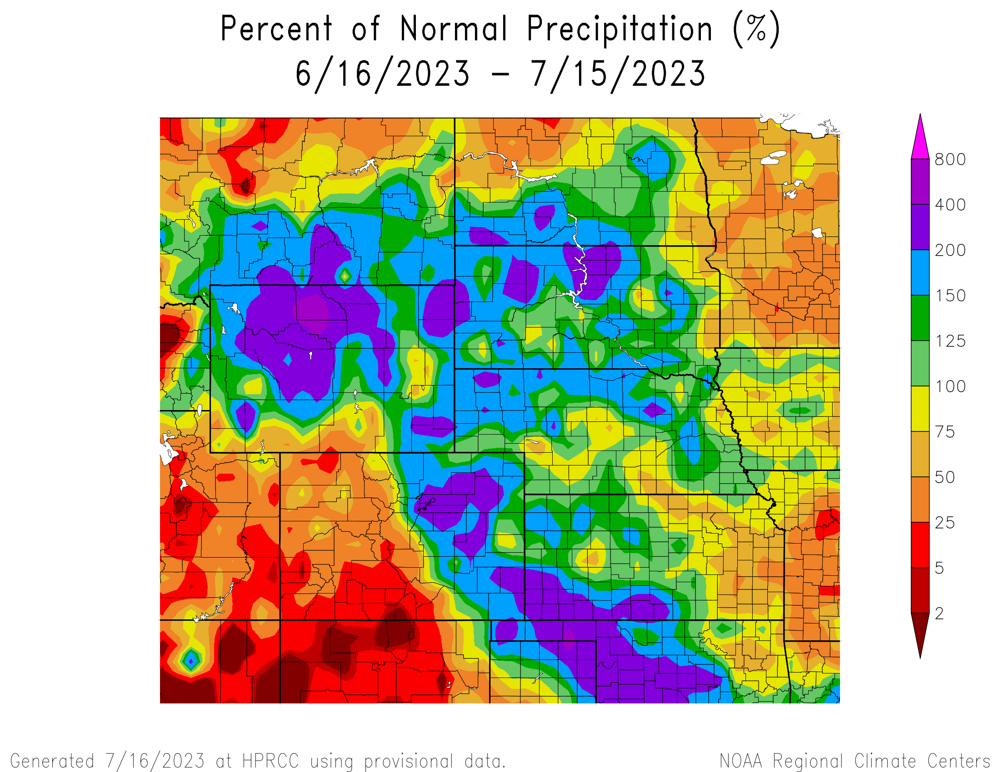 Percent of Normal Precipitation (%)
6/16/2023 – 7/15/2023
800
400
200
150
125
100
75
50
25
5
2
Generated 7/16/2023 at HPRCC using provisional data.
NOAA Regional Climate Centers